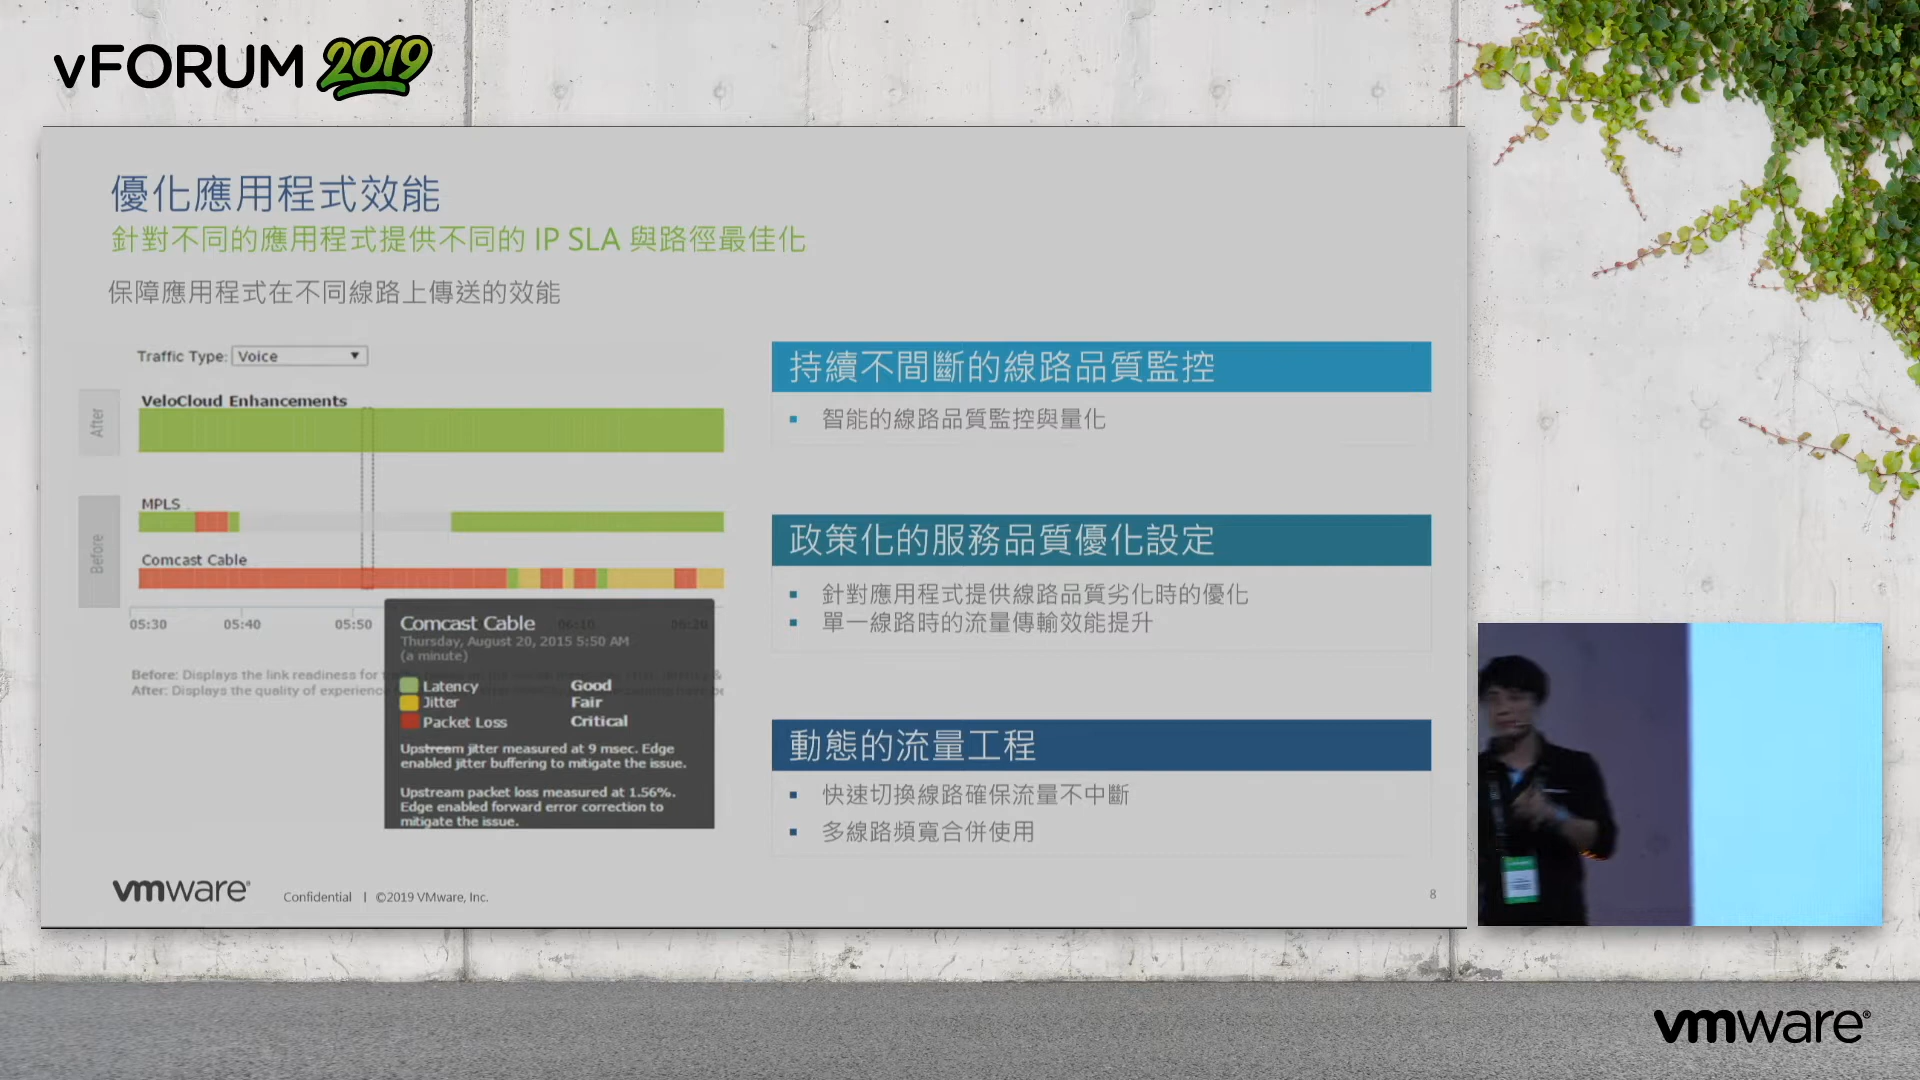 vFORUM 2019
優化應用程式效能
針對不同的應用程式提供不同的 IP SLA 與路徑最佳化
保障應用程式在不同線路上傳送的效能
Traffic Type: Voice
After
VeloCloud Enhancements
Before
MPLS
Comcast Cable
05:30 05:40 05:50 06:10 06:20
Before: Displays the link readiness for
After: Displays the quality of experience
Comcast Cable
Thursday, August 20, 2015 5:50 AM
(a minute)
Latency Good
Jitter Fair
Packet Loss Critical
Upstream jitter measured at 9 msec. Edge
enabled jitter buffering to mitigate the issue.
Upstream packet loss measured at 1.56%.
Edge enabled forward error correction to
mitigate the issue.
持續不間斷的線路品質監控
智能的線路品質監控與量化
政策化的服務品質優化設定
針對應用程式提供線路品質劣化時的優化
單一線路時的流量傳輸效能提升
動態的流量工程
快速切換線路確保流量不中斷
多線路頻寬合併使用
vmware®
Confidential | ©2019 VMware, Inc.
8
vmware®